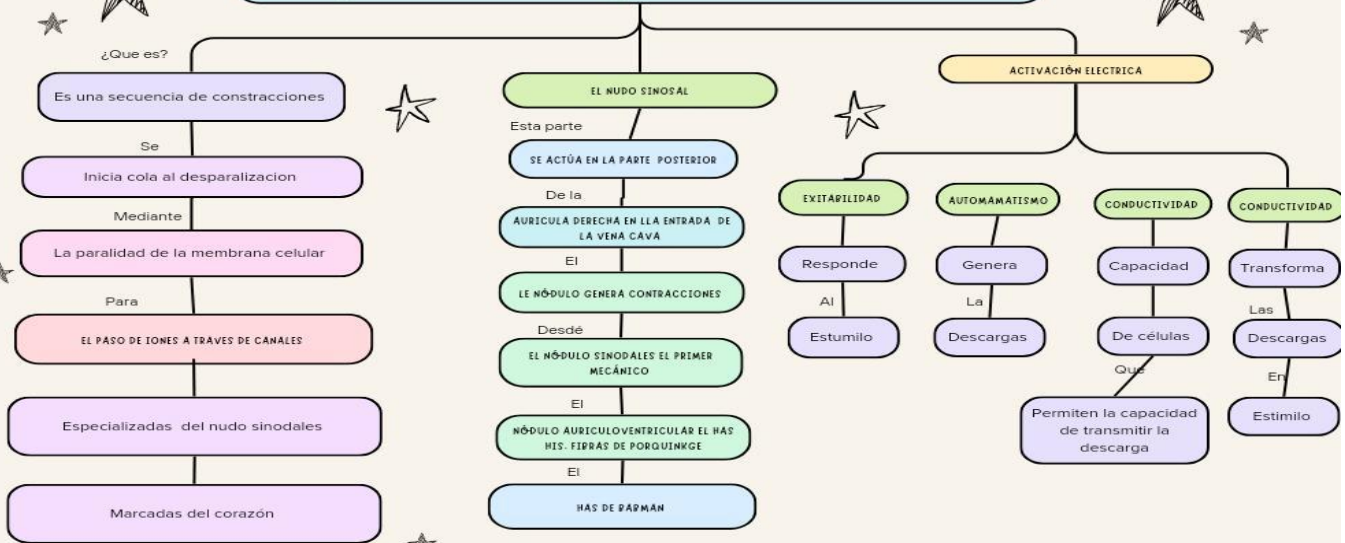 ¿Que es?
Es una secuencia de constracciones
Se
Inicia cola al desparalizacion
Mediante
La paralidad de la membrana celular
Para
EL PASO DE IONES A TRAVES DE CANALES
Especializadas del nudo sinodales
Marcadas del corazón
EL NUDO SINOSAL
Esta parte
SE ACTÚA EN LA PARTE POSTERIOR
De la
AURICULA DERECHA EN LLA ENTRADA DE
LA VENA CAVA
El
LE NÓDULO GENERA CONTRACCIONES
Desdé
EL NÓDULO SINODALES EL PRIMER
MECÁNICO
El
NÓDULO AURICULOVENTRICULAR EL HAS
HIS. FIBRAS DE PORQUINKGE
El
HAS DE BARMAN
ACTIVACIÓN ELECTRICA
EXITABILIDAD
Responde
Al
Estumilo
AUTOMAMATISMO
Genera
La
Descargas
CONDUCTIVIDAD
Capacidad
De células
Que
Permiten la capacidad
de transmitir la
descarga
CONDUCTIVIDAD
Transforma
Las
Descargas
En
Estimilo